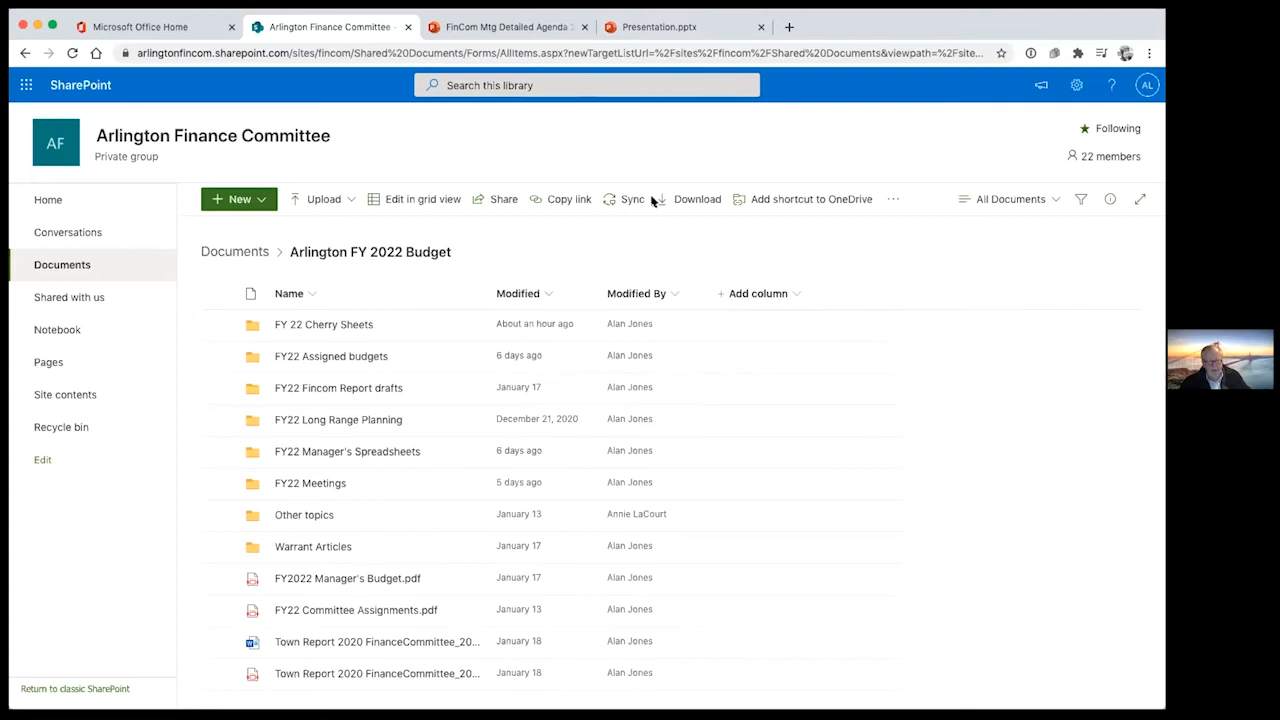 Microsoft Office Home
Arlington Finance Committee -
FinCom Mtg Detailed Agenda
Presentation.pptx
arlingtonfincom.sharepoint.com/sites/fincom/Shared%20Documents/Forms/AllItems.aspx?newTargetListUrl=%2Fsites%2Ffincom%2FShared%20Documents&viewpath=%2Fsite...
SharePoint
Search this library
?
AL
AF
Arlington Finance Committee
Private group
Following
22 members
Home
Conversations
Documents
Shared with us
Notebook
Pages
Site contents
Recycle bin
Edit
Return to classic SharePoint
+ New
Upload
Edit in grid view
Share
Copy link
Sync
Download
Add shortcut to OneDrive
...
All Documents
Documents > Arlington FY 2022 Budget
Name Modified Modified By + Add column
FY 22 Cherry Sheets About an hour ago Alan Jones
FY22 Assigned budgets 6 days ago Alan Jones
FY22 Fincom Report drafts January 17 Alan Jones
FY22 Long Range Planning December 21, 2020 Alan Jones
FY22 Manager's Spreadsheets 6 days ago Alan Jones
FY22 Meetings 5 days ago Alan Jones
Other topics January 13 Annie LaCourt
Warrant Articles January 17 Alan Jones
FY2022 Manager's Budget.pdf January 17 Alan Jones
FY22 Committee Assignments.pdf January 13 Alan Jones
Town Report 2020 FinanceCommittee_20... January 18 Alan Jones
Town Report 2020 FinanceCommittee_20... January 18 Alan Jones